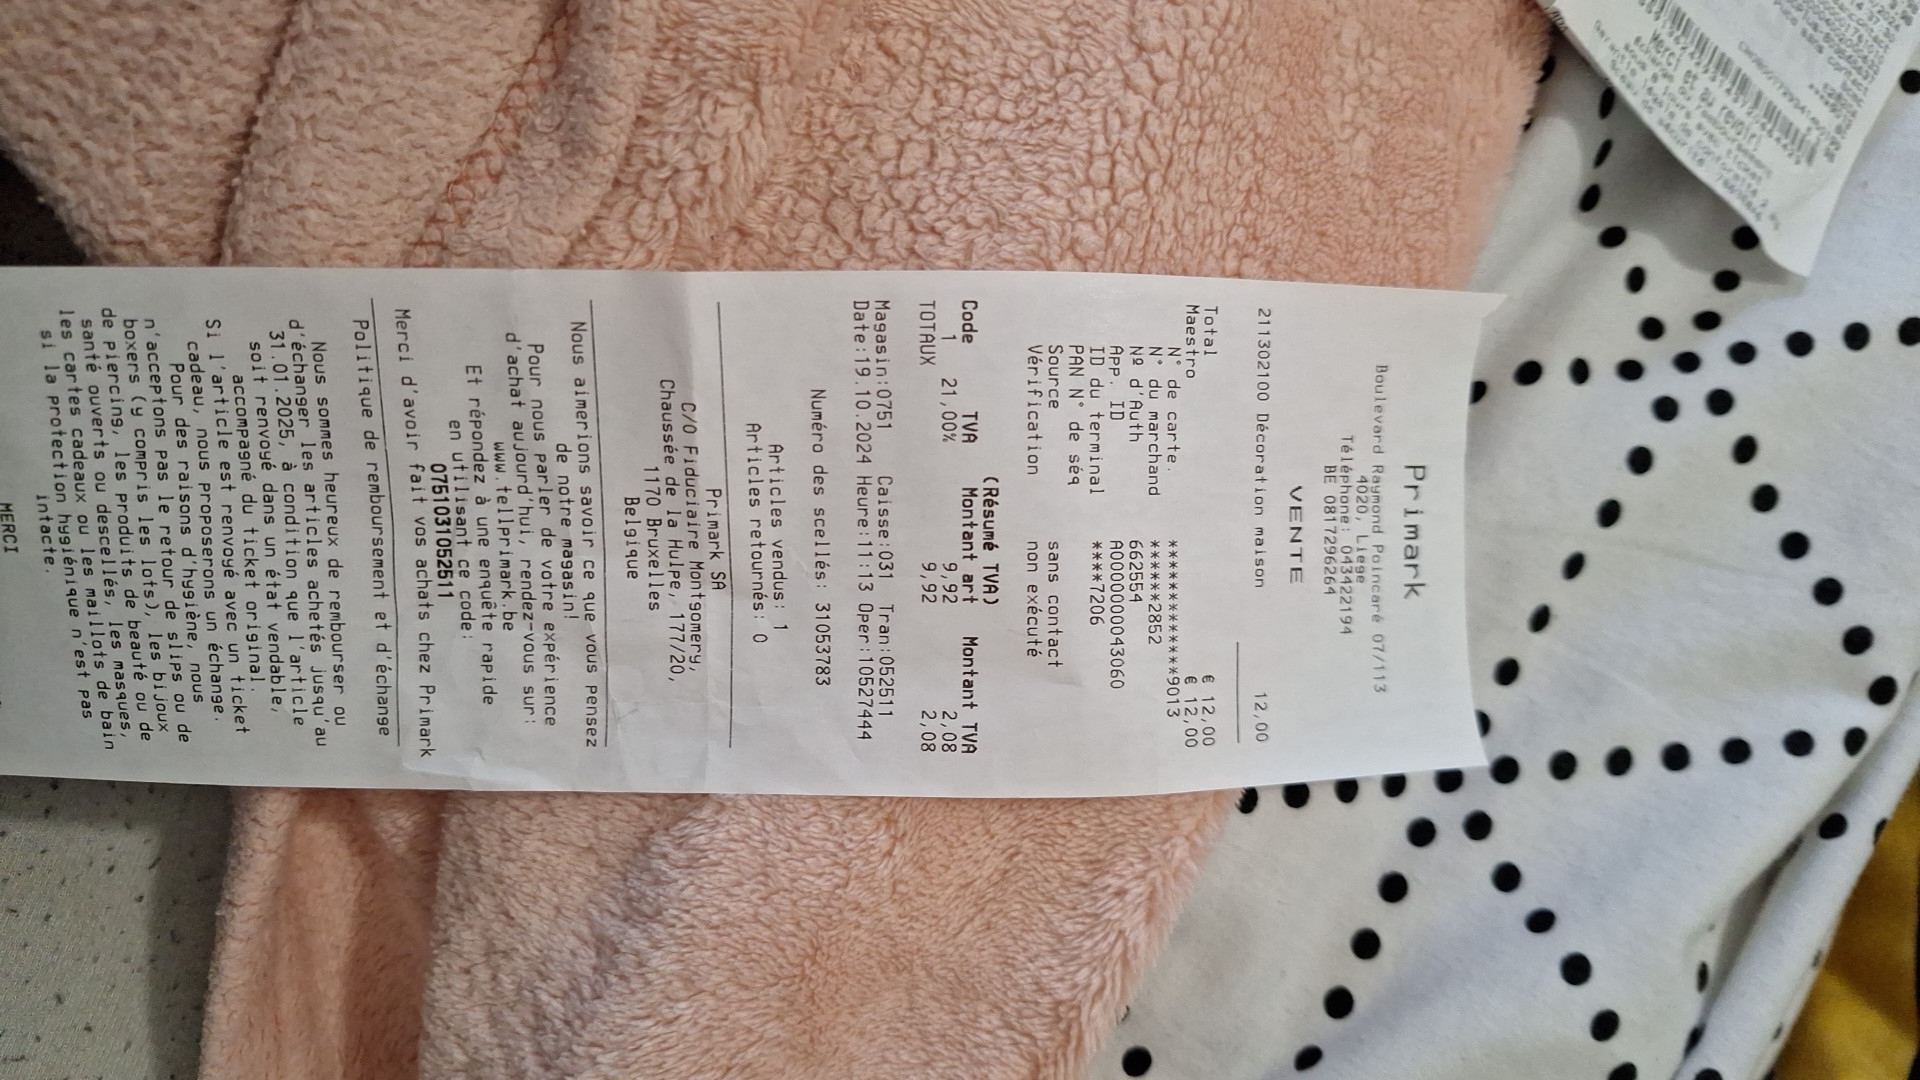 Primark
Boulevard Raymond Poincaré 07/113
4020, Liège
Téléphone: 043422194
BE 0817296264
VENTE
211302100 Décoration maison 12,00
Total € 12,00
Maestro € 12,00
N° de carte. ***************9013
N° du marchand *****2852
Nº d'Auth 662554
App. ID A0000000043060
ID du terminal ****7206
PAN N° de séq
Source sans contact
Vérification non exécuté
(Résumé TVA)
Code TVA Montant art Montant TVA
1 21,00% 9,92 2,08
TOTAUX 9,92 2,08
Magasin:0751 Caisse:031 Tran:052511
Date:19.10.2024 Heure:11:13 Oper:10527444
Numéro des scellés: 31053783
Articles vendus: 1
Articles retournés: 0
Primark SA
C/O Fiduciaire Montgomery,
Chaussée de la Hulpe, 177/20,
1170 Bruxelles
Belgique
Nous aimerions savoir ce que vous pensez
de notre magasin!
Pour nous parler de votre expérience
d'achat aujourd'hui, rendez-vous sur:
www.tellprimark.be
Et répondez à une enquête rapide
en utilisant ce code:
0751031052511
Merci d'avoir fait vos achats chez Primark
Politique de remboursement et d'échange
Nous sommes heureux de rembourser ou
d'échanger les articles achetés jusqu'au
31.01.2025, à condition que l'article
soit renvoyé dans un état vendable,
accompagné du ticket original.
Si l'article est renvoyé avec un ticket
cadeau, nous proposerons un échange.
Pour des raisons d'hygiène, nous
n'acceptons pas le retour de slips ou de
boxers (y compris les lots), les bijoux
de piercing, les produits de beauté ou de
santé ouverts ou descellés, les masques,
les cartes cadeaux ou les maillots de bain
si la protection hygiénique n'est pas
intacte.
MERCI
Merci et au revoir